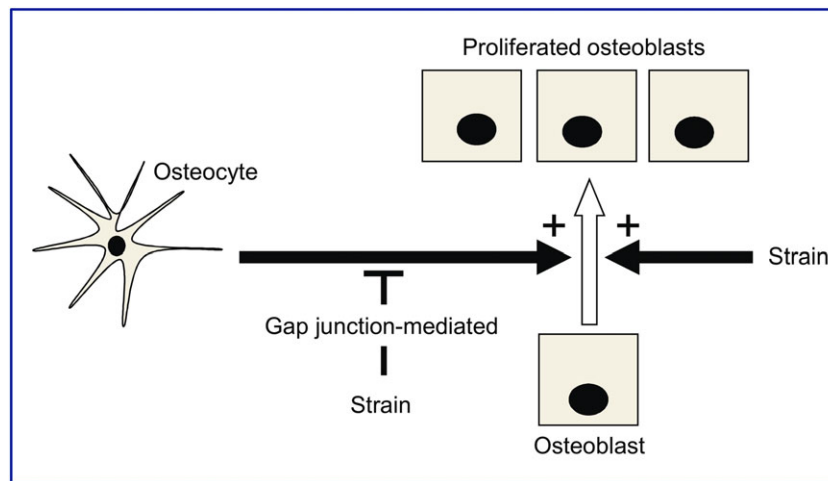 Proliferated osteoblasts
Osteocyte
+ +
Strain
Gap junction-mediated
Strain
Osteoblast